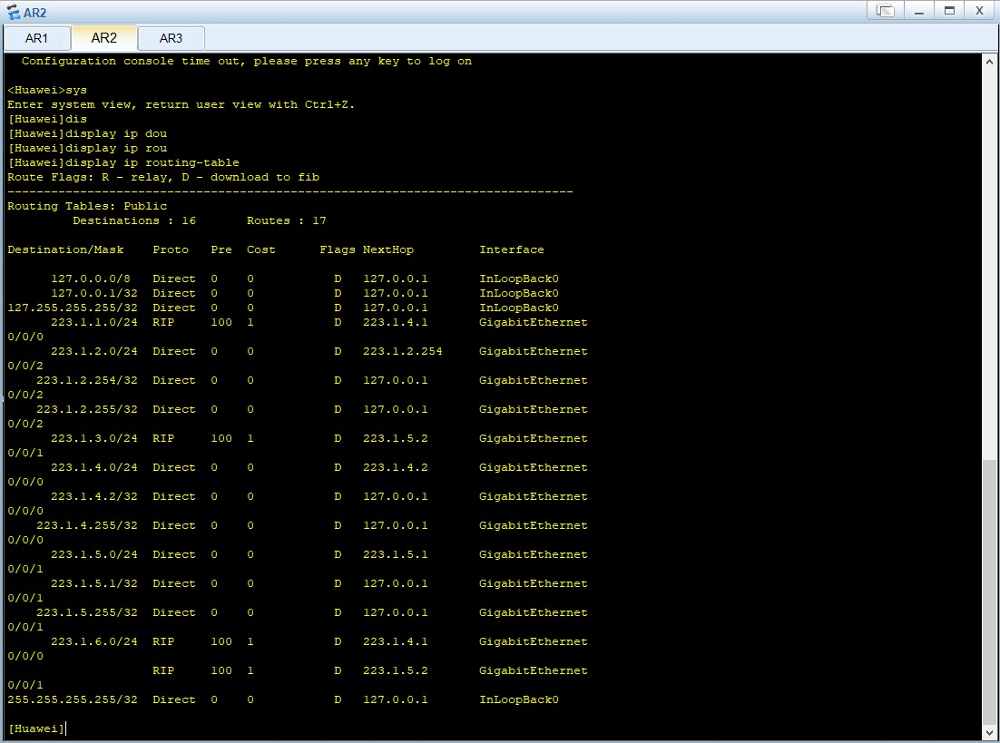 AR2
AR1 AR2 AR3
  Configuration console time out, please press any key to log on
<Huawei>sys
Enter system view, return user view with Ctrl+Z.
[Huawei]dis
[Huawei]display ip dou
[Huawei]display ip rou
[Huawei]display ip routing-table
Route Flags: R - relay, D - download to fib
------------------------------------------------------------------------------
Routing Tables: Public
         Destinations : 16       Routes : 17
Destination/Mask    Proto   Pre  Cost      Flags NextHop         Interface
      127.0.0.0/8   Direct  0    0           D   127.0.0.1       InLoopBack0
      127.0.0.1/32  Direct  0    0           D   127.0.0.1       InLoopBack0
127.255.255.255/32  Direct  0    0           D   127.0.0.1       InLoopBack0
      223.1.1.0/24  RIP     100  1           D   223.1.4.1       GigabitEthernet
0/0/0
      223.1.2.0/24  Direct  0    0           D   223.1.2.254     GigabitEthernet
0/0/2
    223.1.2.254/32  Direct  0    0           D   127.0.0.1       GigabitEthernet
0/0/2
    223.1.2.255/32  Direct  0    0           D   127.0.0.1       GigabitEthernet
0/0/2
      223.1.3.0/24  RIP     100  1           D   223.1.5.2       GigabitEthernet
0/0/1
      223.1.4.0/24  Direct  0    0           D   223.1.4.2       GigabitEthernet
0/0/0
      223.1.4.2/32  Direct  0    0           D   127.0.0.1       GigabitEthernet
0/0/0
    223.1.4.255/32  Direct  0    0           D   127.0.0.1       GigabitEthernet
0/0/0
      223.1.5.0/24  Direct  0    0           D   223.1.5.1       GigabitEthernet
0/0/1
      223.1.5.1/32  Direct  0    0           D   127.0.0.1       GigabitEthernet
0/0/1
    223.1.5.255/32  Direct  0    0           D   127.0.0.1       GigabitEthernet
0/0/1
      223.1.6.0/24  RIP     100  1           D   223.1.4.1       GigabitEthernet
0/0/0
                    RIP     100  1           D   223.1.5.2       GigabitEthernet
0/0/1
255.255.255.255/32  Direct  0    0           D   127.0.0.1       InLoopBack0
[Huawei]